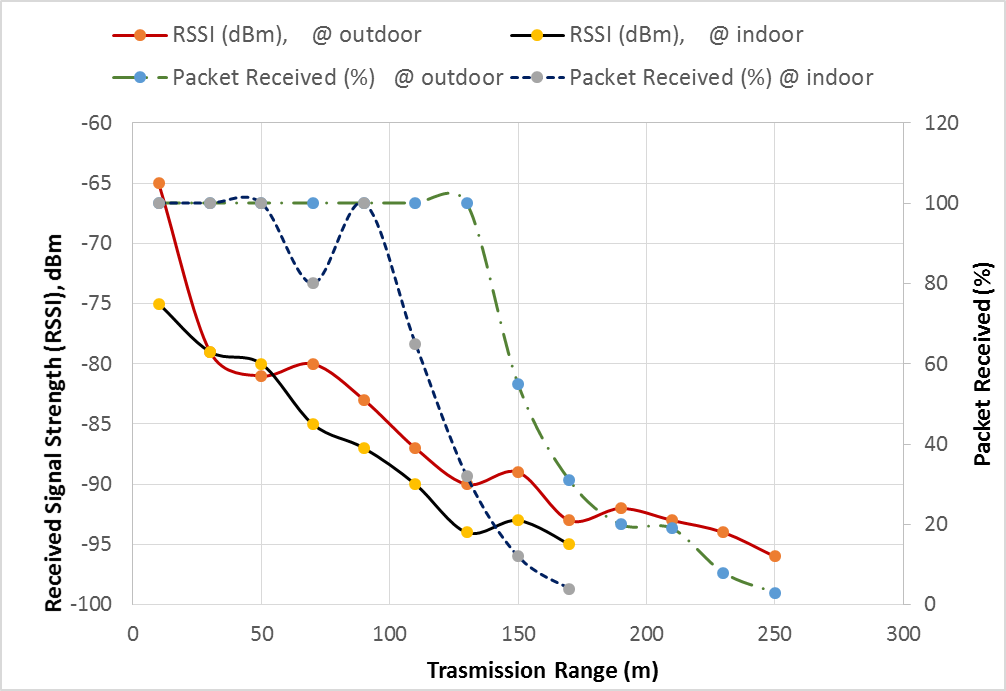 RSSI (dBm), @ outdoor
RSSI (dBm), @ indoor
Packet Received (%) @ outdoor
Packet Received (%) @ indoor
Received Signal Strength (RSSI), dBm
-60
-65
-70
-75
-80
-85
-90
-95
-100
120
100
80
60
40
20
0
Packet Received (%)
0 50 100 150 200 250 300
Trasmission Range (m)